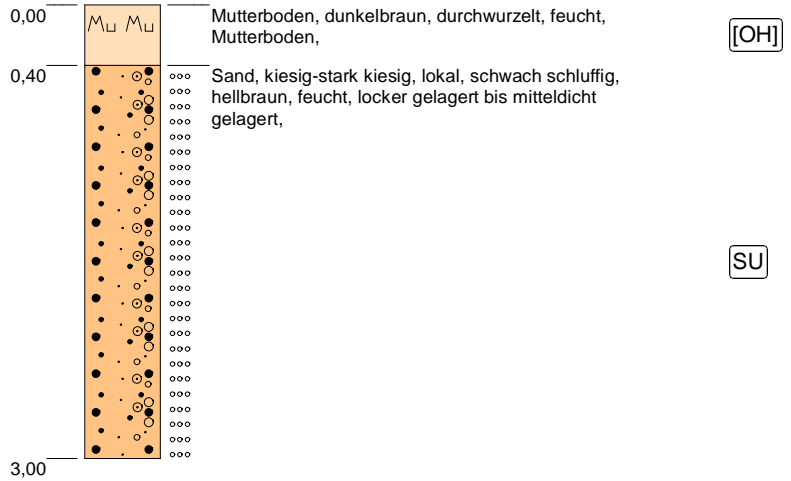 0,00
Mu Mu
Mutterboden, dunkelbraun, durchwurzelt, feucht,
Mutterboden,
[OH]
0,40
Sand, kiesig-stark kiesig, lokal, schwach schluffig,
hellbraun, feucht, locker gelagert bis mitteldicht
gelagert,
SU
3,00